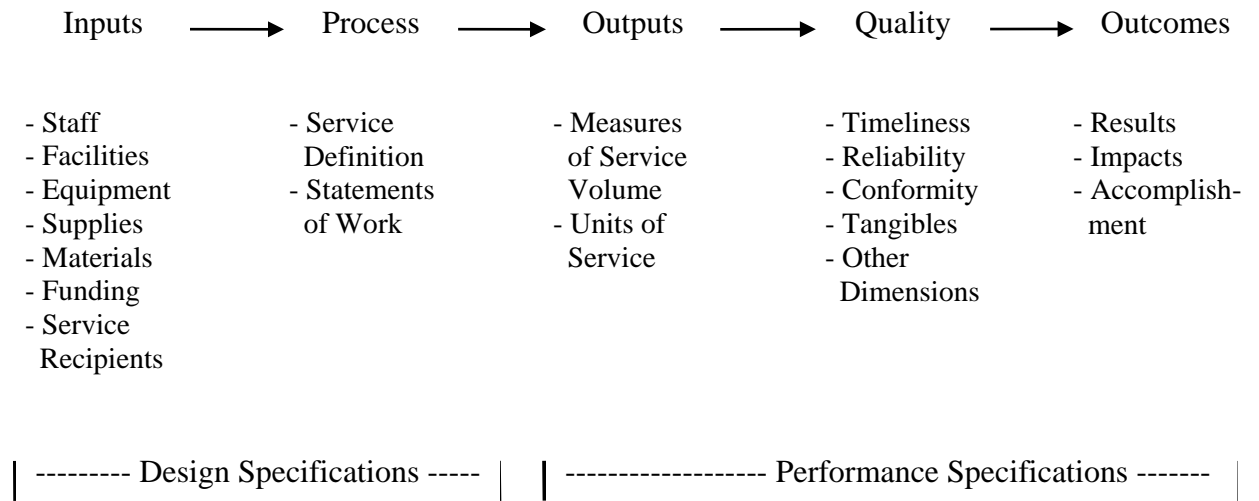 Inputs Process Outputs Quality Outcomes
- Staff
- Facilities
- Equipment
- Supplies
- Materials
- Funding
- Service
Recipients
- Service
Definition
- Statements
of Work
- Measures
of Service
Volume
- Units of
Service
- Timeliness
- Reliability
- Conformity
- Tangibles
- Other
Dimensions
- Results
- Impacts
- Accomplish-
ment
| --------- Design Specifications ----- | | ------------------ Performance Specifications ------- |